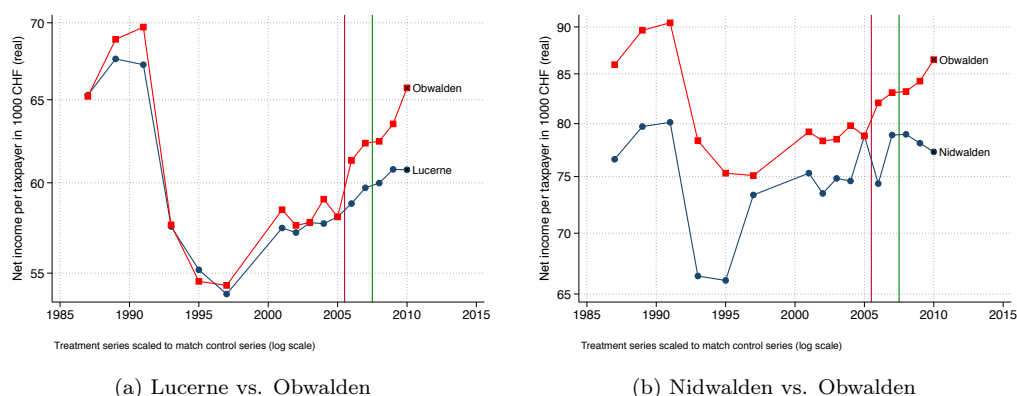 Net income per taxpayer in 1000 CHF (real)
70
65
60
55
Obwalden
Lucerne
1985 1990 1995 2000 2005 2010 2015
Treatment series scaled to match control series (log scale)
(a) Lucerne vs. Obwalden
Net income per taxpayer in 1000 CHF (real)
90
85
80
75
70
65
Obwalden
Nidwalden
1985 1990 1995 2000 2005 2010 2015
Treatment series scaled to match control series (log scale)
(b) Nidwalden vs. Obwalden